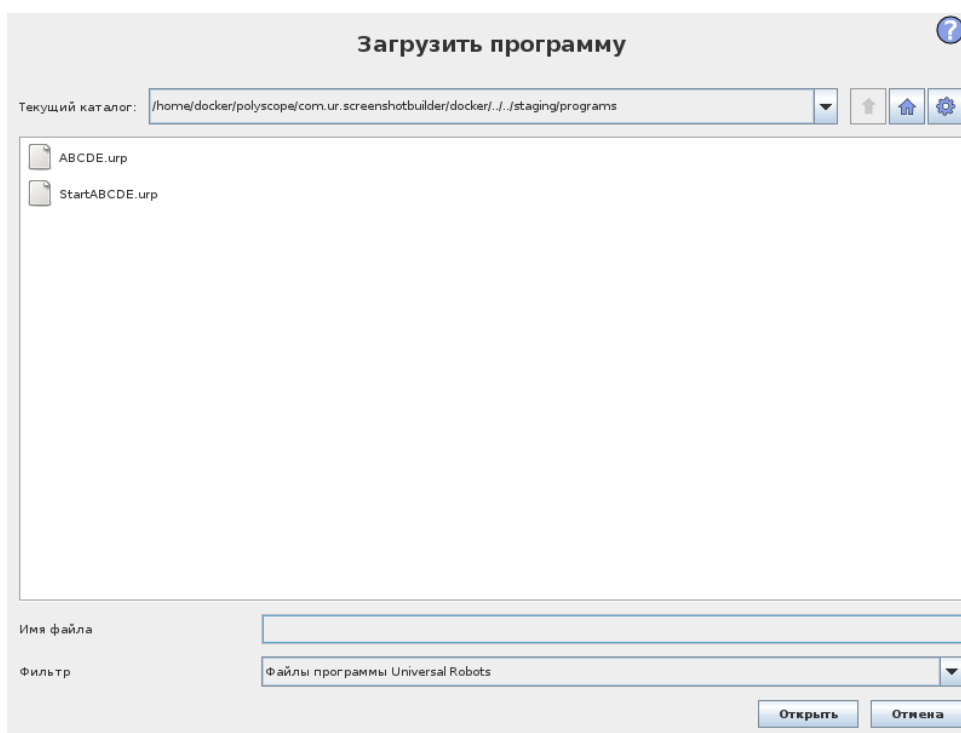 Загрузить программу
?
Текущий каталог: /home/docker/polyscope/com.ur.screenshotbuilder/docker/../../staging/programs
ABCDE.urp
StartABCDE.urp
Имя файла
Фильтр Файлы программы Universal Robots
Открыть Отмена